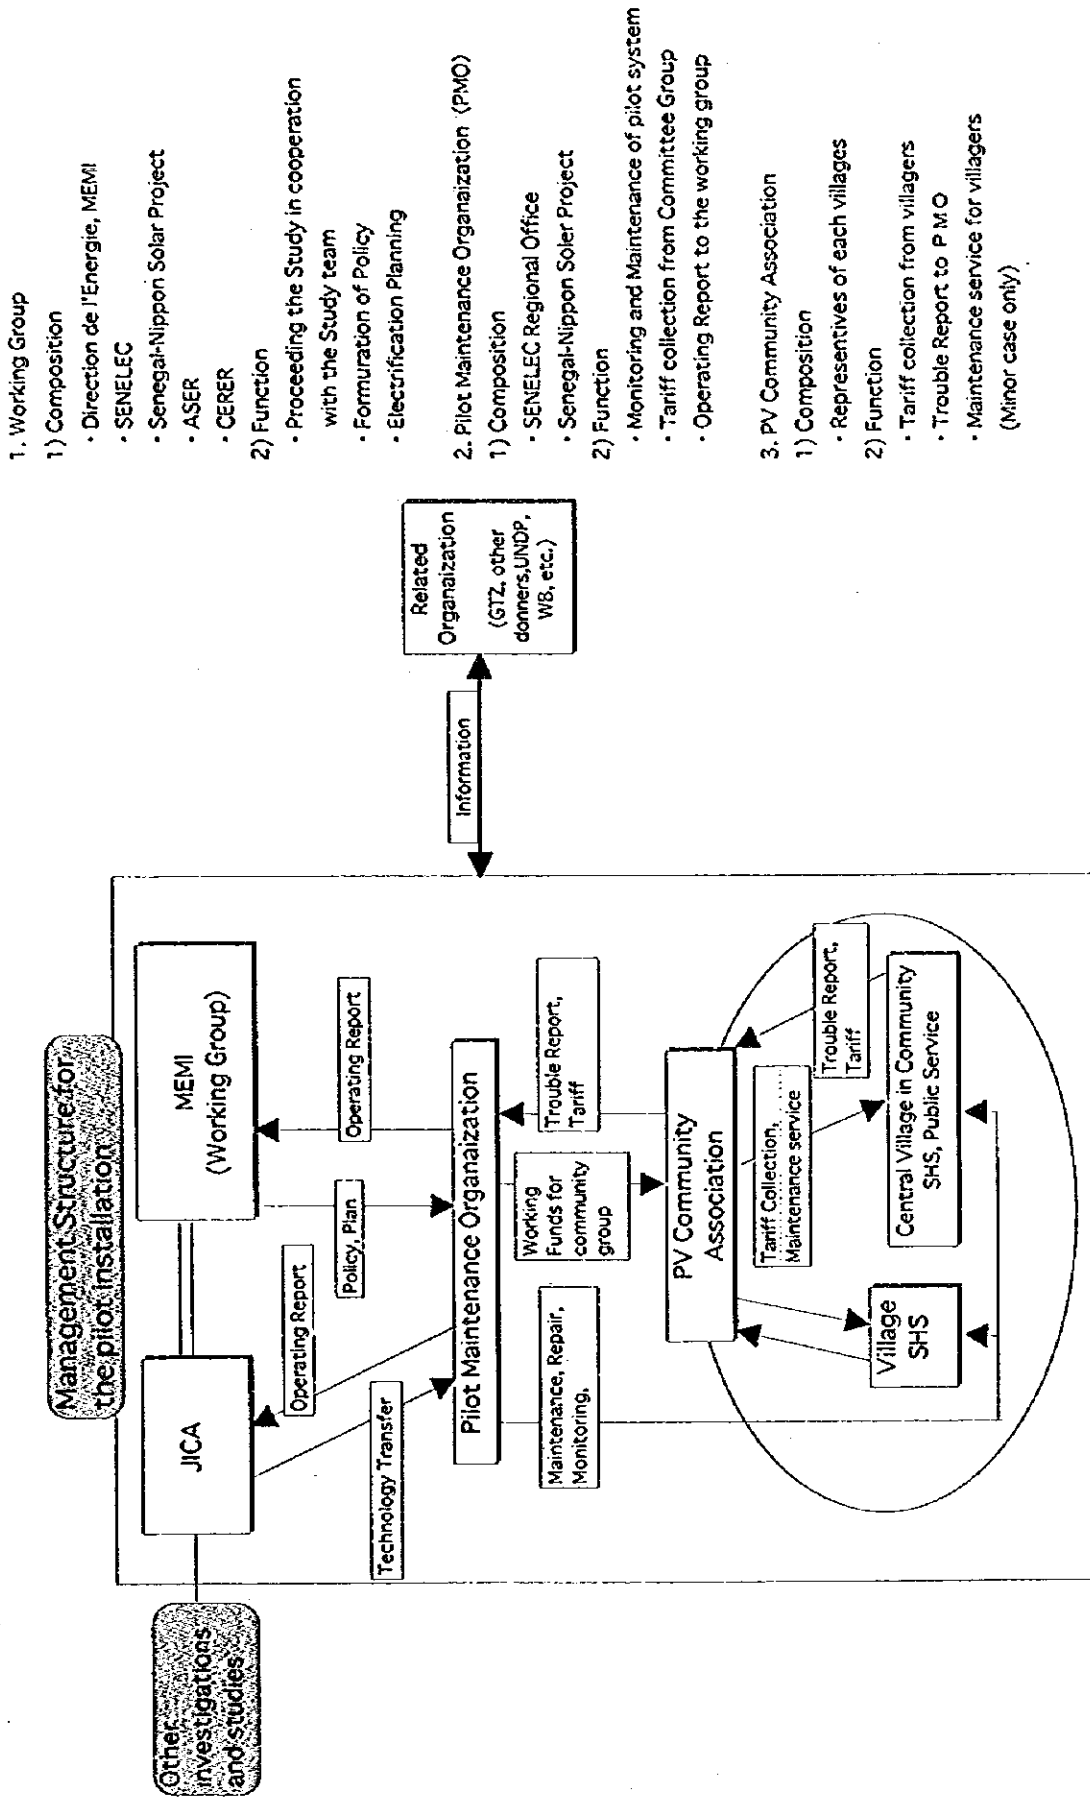 Management Structure for
the pilot installation
Other
investigations
and studies
JICA
MEMI
(Working Group)
Operating Report
Technology Transfer
Policy, Plan
Operating Report
Pilot Maintenance Organaization
Maintenance, Repair,
Monitoring,
Working
Funds for
community
group
Trouble Report,
Tariff
PV Community
Association
Tariff Collection,
Maintenance service
Trouble Report,
Tariff
Village
SHS
Central Village in Community
SHS, Public Service
Information
Related
Organaization
(GTZ, other
donners,UNDP,
WB, etc.)
1. Working Group
1) Composition
・Direction de l'Energie, MEMI
・SENELEC
・Senegal-Nippon Solar Project
・ASER
・CERER
2) Function
・Proceeding the Study in cooperation
with the Study team
・Formuration of Policy
・Electrification Planning
2. Pilot Maintenance Organaization (PMO)
1) Composition
・SENELEC Regional Office
・Senegal-Nippon Soler Project
2) Function
・Monitoring and Maintenance of pilot system
・Tariff collection from Committee Group
・Operating Report to the working group
3. PV Community Association
1) Composition
・Representives of each villages
2) Function
・Tariff collection from villagers
・Trouble Report to P M O
・Maintenance service for villagers
(Minor case only)